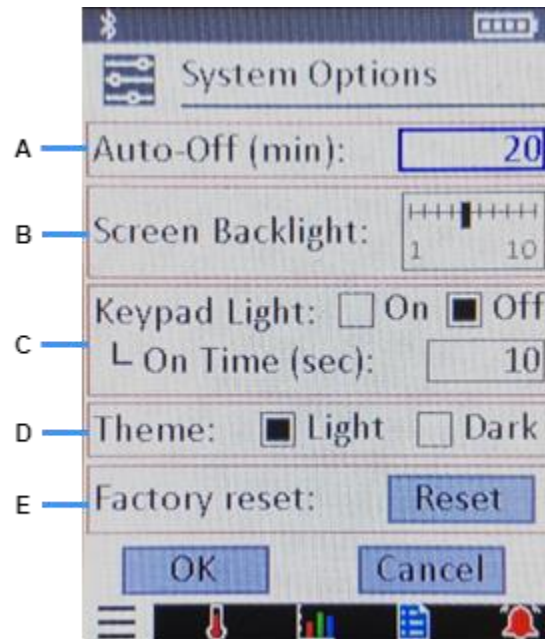 System Options
A Auto-Off (min): 20
B Screen Backlight:
1 10
Keypad Light: On Off
C
On Time (sec): 10
D Theme: Light Dark
E Factory reset: Reset
OK Cancel